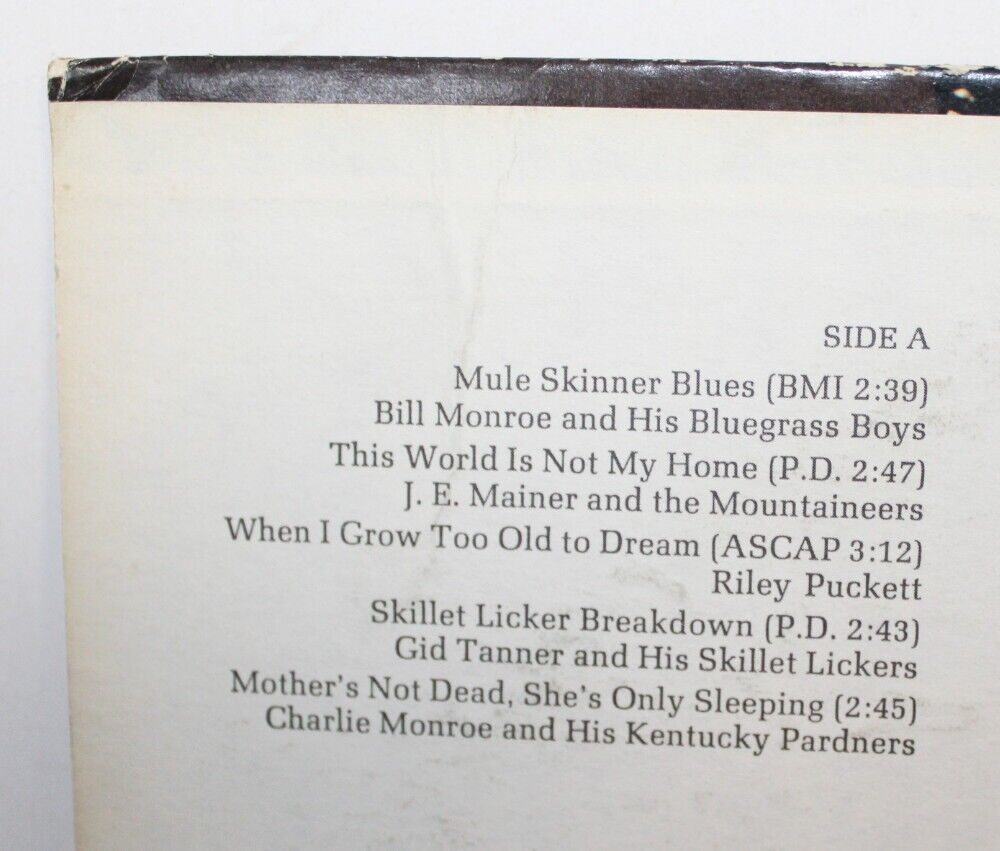 SIDE A
Mule Skinner Blues (BMI 2:39)
Bill Monroe and His Bluegrass Boys
This World Is Not My Home (P.D. 2:47)
J. E. Mainer and the Mountaineers
When I Grow Too Old to Dream (ASCAP 3:12)
Riley Puckett
Skillet Licker Breakdown (P.D. 2:43)
Gid Tanner and His Skillet Lickers
Mother's Not Dead, She's Only Sleeping (2:45)
Charlie Monroe and His Kentucky Pardners